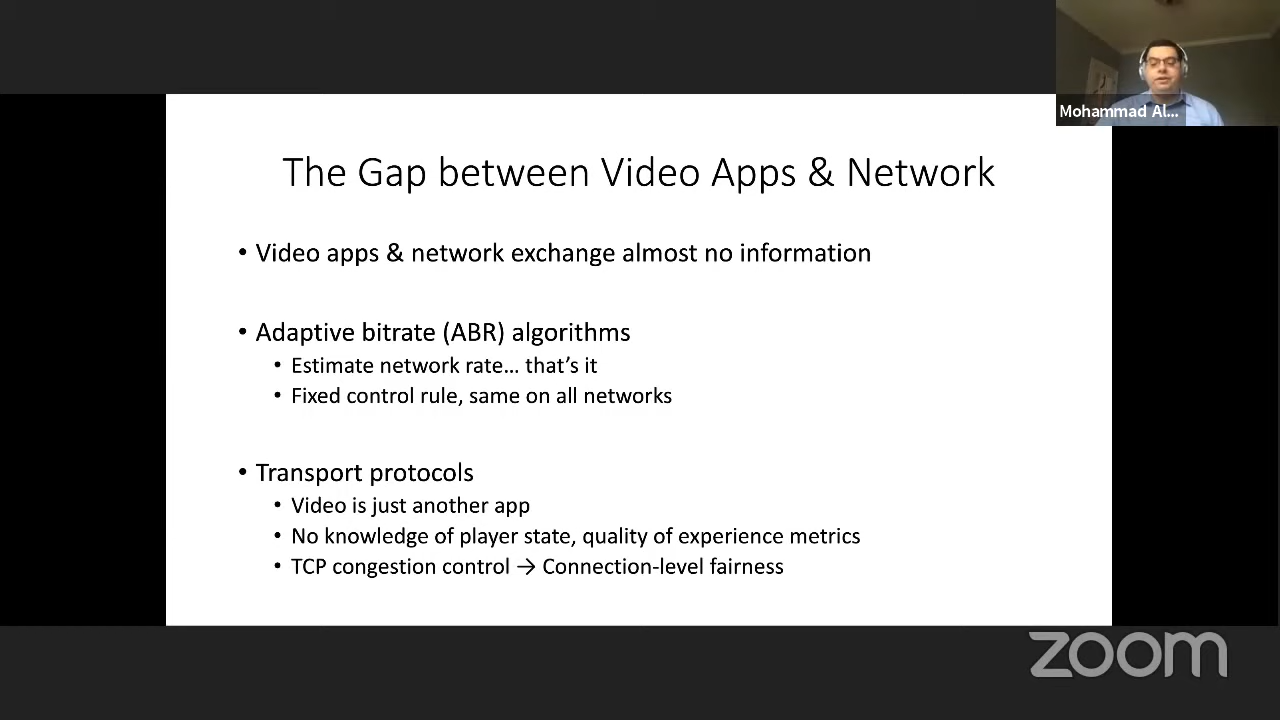 Mohammad Al...
The Gap between Video Apps & Network
• Video apps & network exchange almost no information
• Adaptive bitrate (ABR) algorithms
• Estimate network rate... that's it
• Fixed control rule, same on all networks
• Transport protocols
• Video is just another app
• No knowledge of player state, quality of experience metrics
• TCP congestion control → Connection-level fairness
zoom